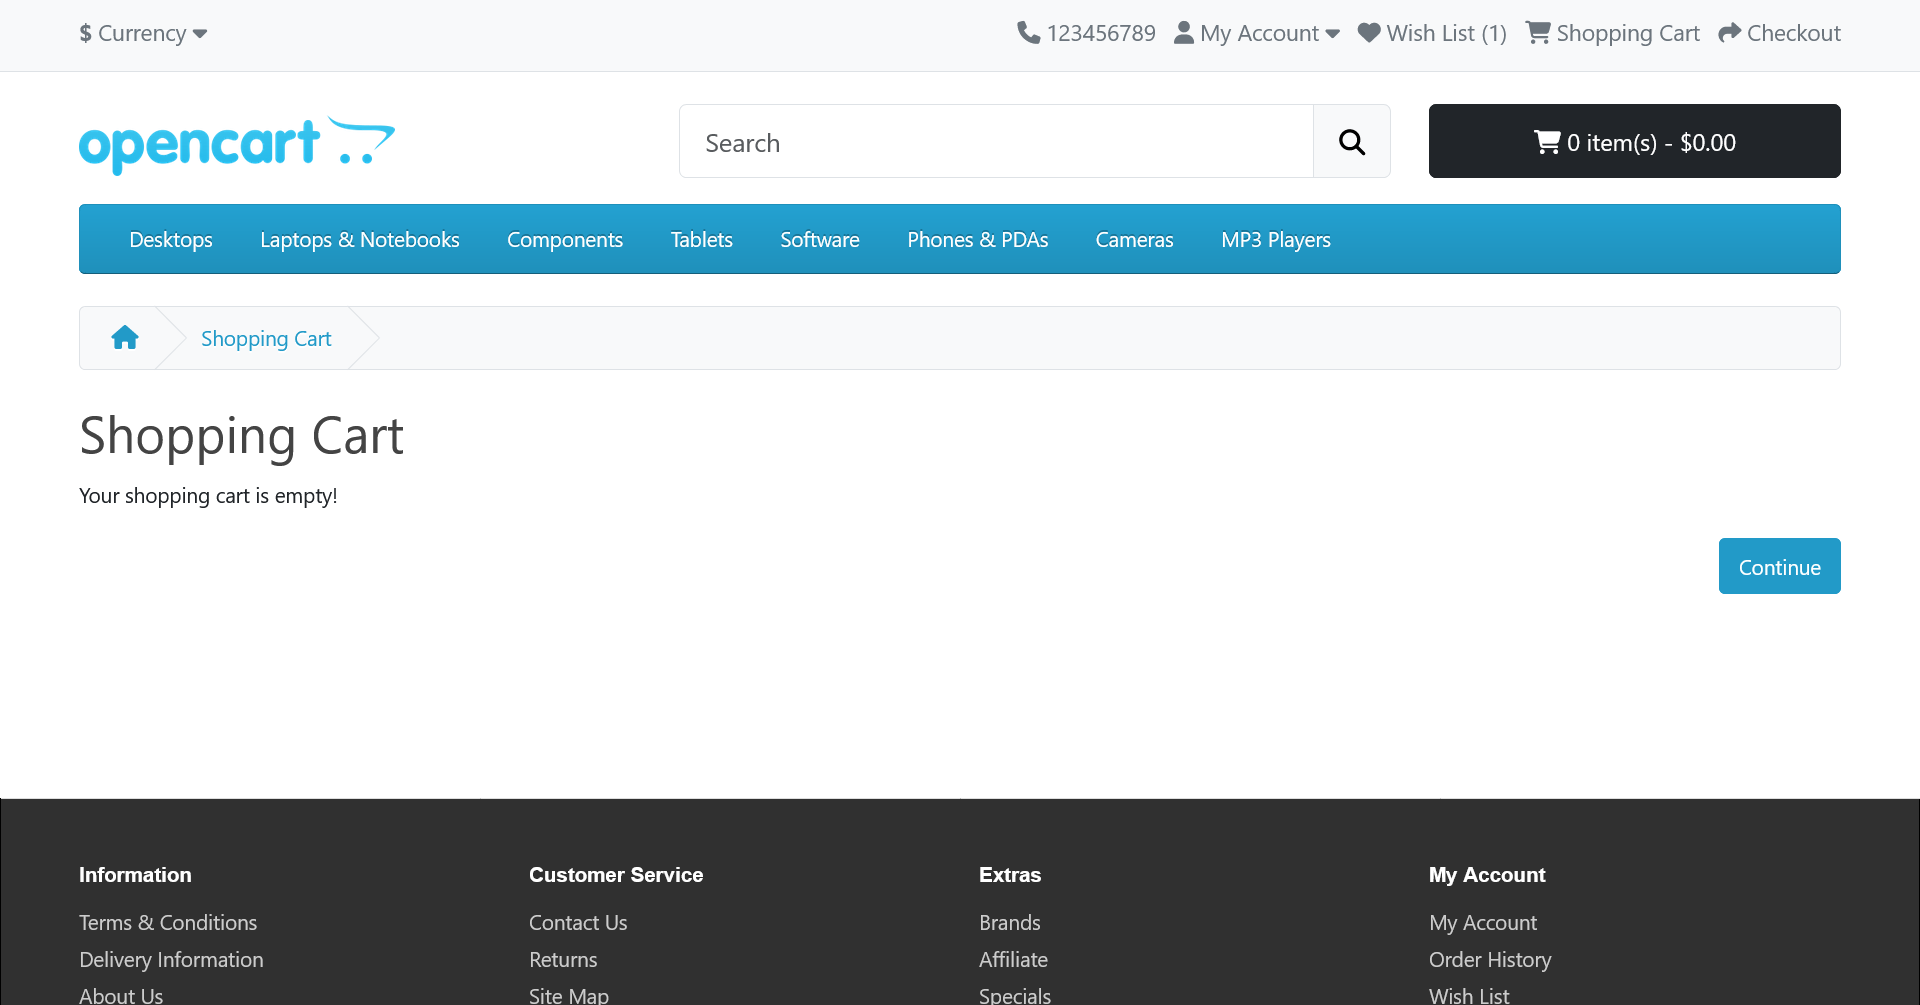 $ Currency
123456789 My Account Wish List (1) Shopping Cart Checkout
opencart
Search
0 item(s) - $0.00
Desktops Laptops & Notebooks Components Tablets Software Phones & PDAs Cameras MP3 Players
Shopping Cart
Shopping Cart
Your shopping cart is empty!
Continue
Information Customer Service Extras My Account
Terms & Conditions Contact Us Brands My Account
Delivery Information Returns Affiliate Order History
About Us Site Map Specials Wish List